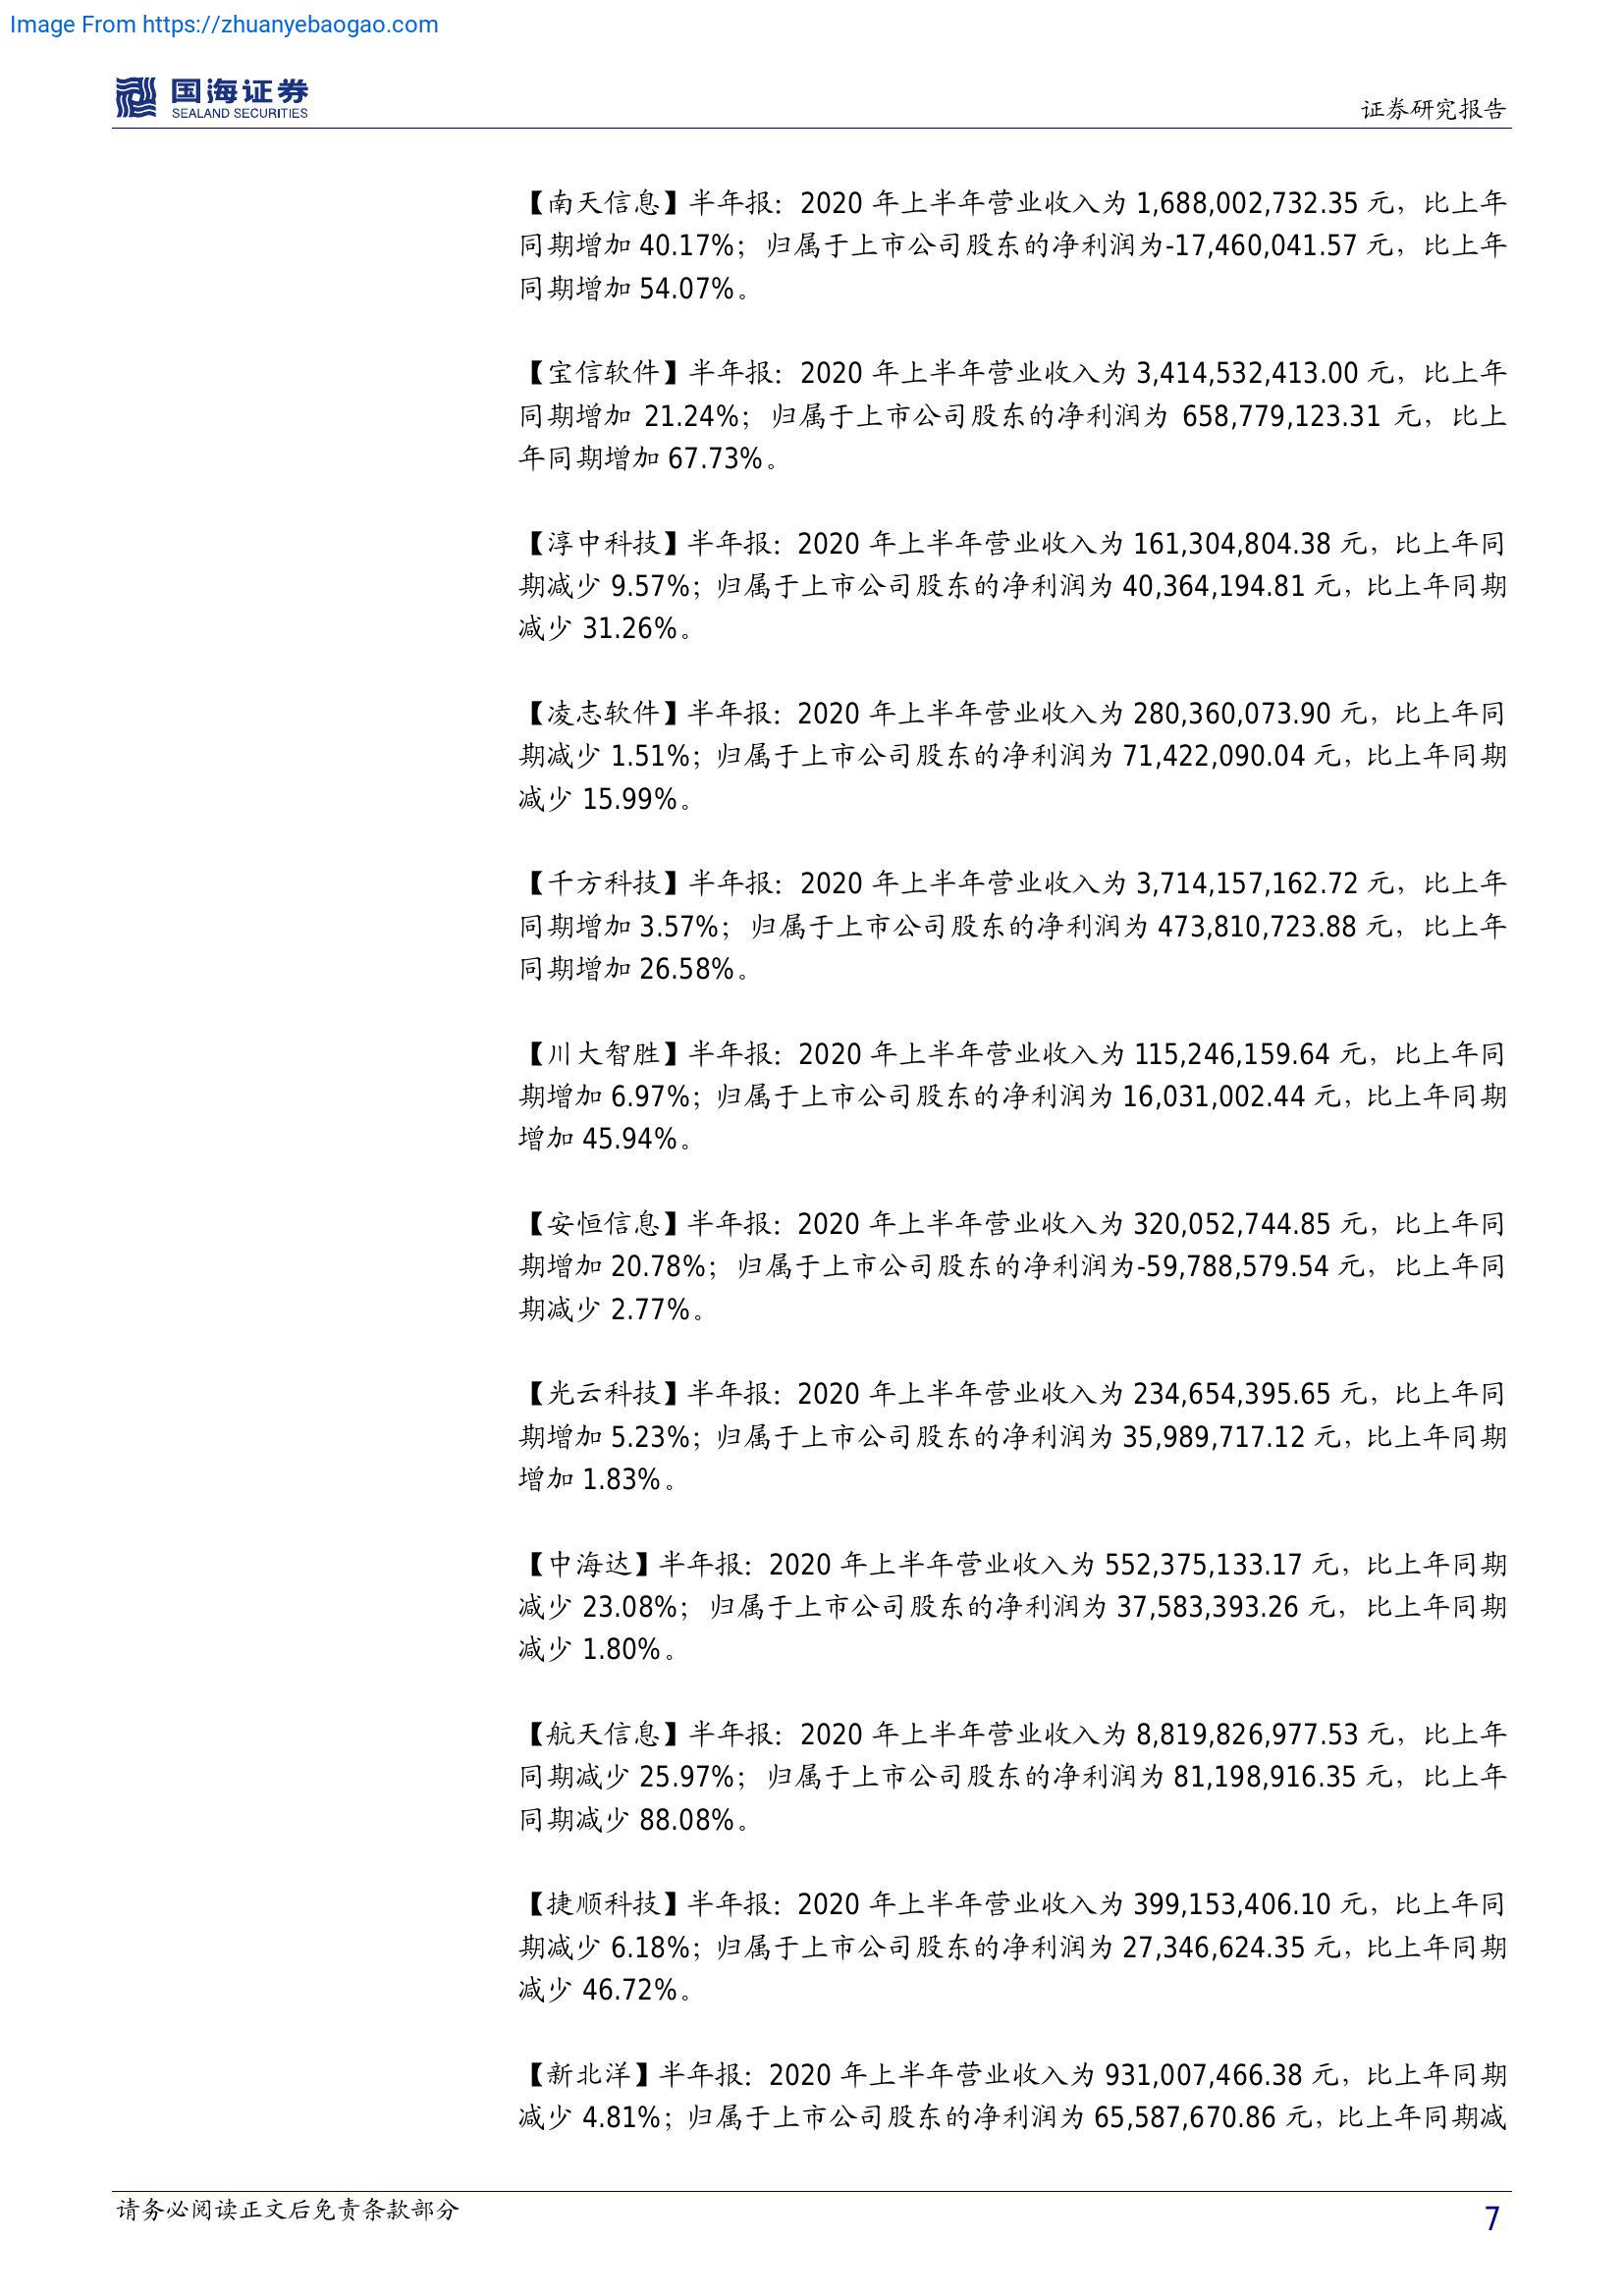 Image From https://zhuanyebaogao.com
国海证券
SEALAND SECURITIES
证券研究报告
【南天信息】半年报：2020 年上半年营业收入为 1,688,002,732.35 元，比上年
同期增加 40.17%；归属于上市公司股东的净利润为-17,460,041.57 元，比上年
同期增加 54.07%。
【宝信软件】半年报：2020 年上半年营业收入为 3,414,532,413.00 元，比上年
同期增加 21.24%；归属于上市公司股东的净利润为 658,779,123.31 元，比上
年同期增加 67.73%。
【淳中科技】半年报：2020 年上半年营业收入为 161,304,804.38 元，比上年同
期减少 9.57%；归属于上市公司股东的净利润为 40,364,194.81 元，比上年同期
减少 31.26%。
【凌志软件】半年报：2020 年上半年营业收入为 280,360,073.90 元，比上年同
期减少 1.51%；归属于上市公司股东的净利润为 71,422,090.04 元，比上年同期
减少 15.99%。
【千方科技】半年报：2020 年上半年营业收入为 3,714,157,162.72 元，比上年
同期增加 3.57%；归属于上市公司股东的净利润为 473,810,723.88 元，比上年
同期增加 26.58%。
【川大智胜】半年报：2020 年上半年营业收入为 115,246,159.64 元，比上年同
期增加 6.97%；归属于上市公司股东的净利润为 16,031,002.44 元，比上年同期
增加 45.94%。
【安恒信息】半年报：2020 年上半年营业收入为 320,052,744.85 元，比上年同
期增加 20.78%；归属于上市公司股东的净利润为-59,788,579.54 元，比上年同
期减少 2.77%。
【光云科技】半年报：2020 年上半年营业收入为 234,654,395.65 元，比上年同
期增加 5.23%；归属于上市公司股东的净利润为 35,989,717.12 元，比上年同期
增加 1.83%。
【中海达】半年报：2020 年上半年营业收入为 552,375,133.17 元，比上年同期
减少 23.08%；归属于上市公司股东的净利润为 37,583,393.26 元，比上年同期
减少 1.80%。
【航天信息】半年报：2020 年上半年营业收入为 8,819,826,977.53 元，比上年
同期减少 25.97%；归属于上市公司股东的净利润为 81,198,916.35 元，比上年
同期减少 88.08%。
【捷顺科技】半年报：2020 年上半年营业收入为 399,153,406.10 元，比上年同
期减少 6.18%；归属于上市公司股东的净利润为 27,346,624.35 元，比上年同期
减少 46.72%。
【新北洋】半年报：2020 年上半年营业收入为 931,007,466.38 元，比上年同期
减少 4.81%；归属于上市公司股东的净利润为 65,587,670.86 元，比上年同期减
请务必阅读正文后免责条款部分
7